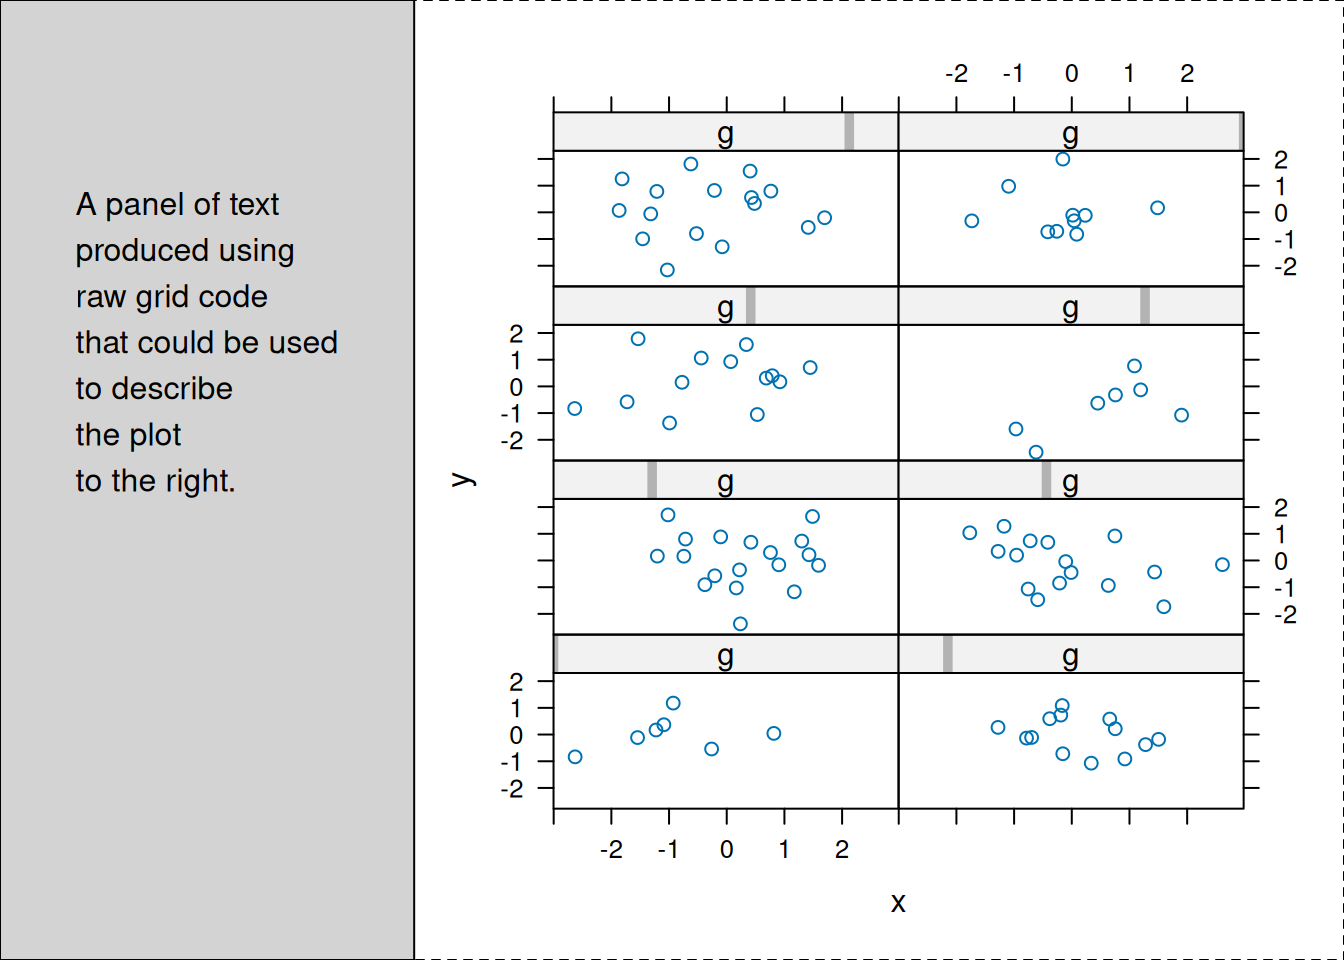 A panel of text
produced using
raw grid code
that could be used
to describe
the plot
to the right.
-2 -1 0 1 2
g g
2
1
0
-1
-2
g g
2
1
0
-1
-2
y
g g
2
1
0
-1
-2
g g
2
1
0
-1
-2
-2 -1 0 1 2
x